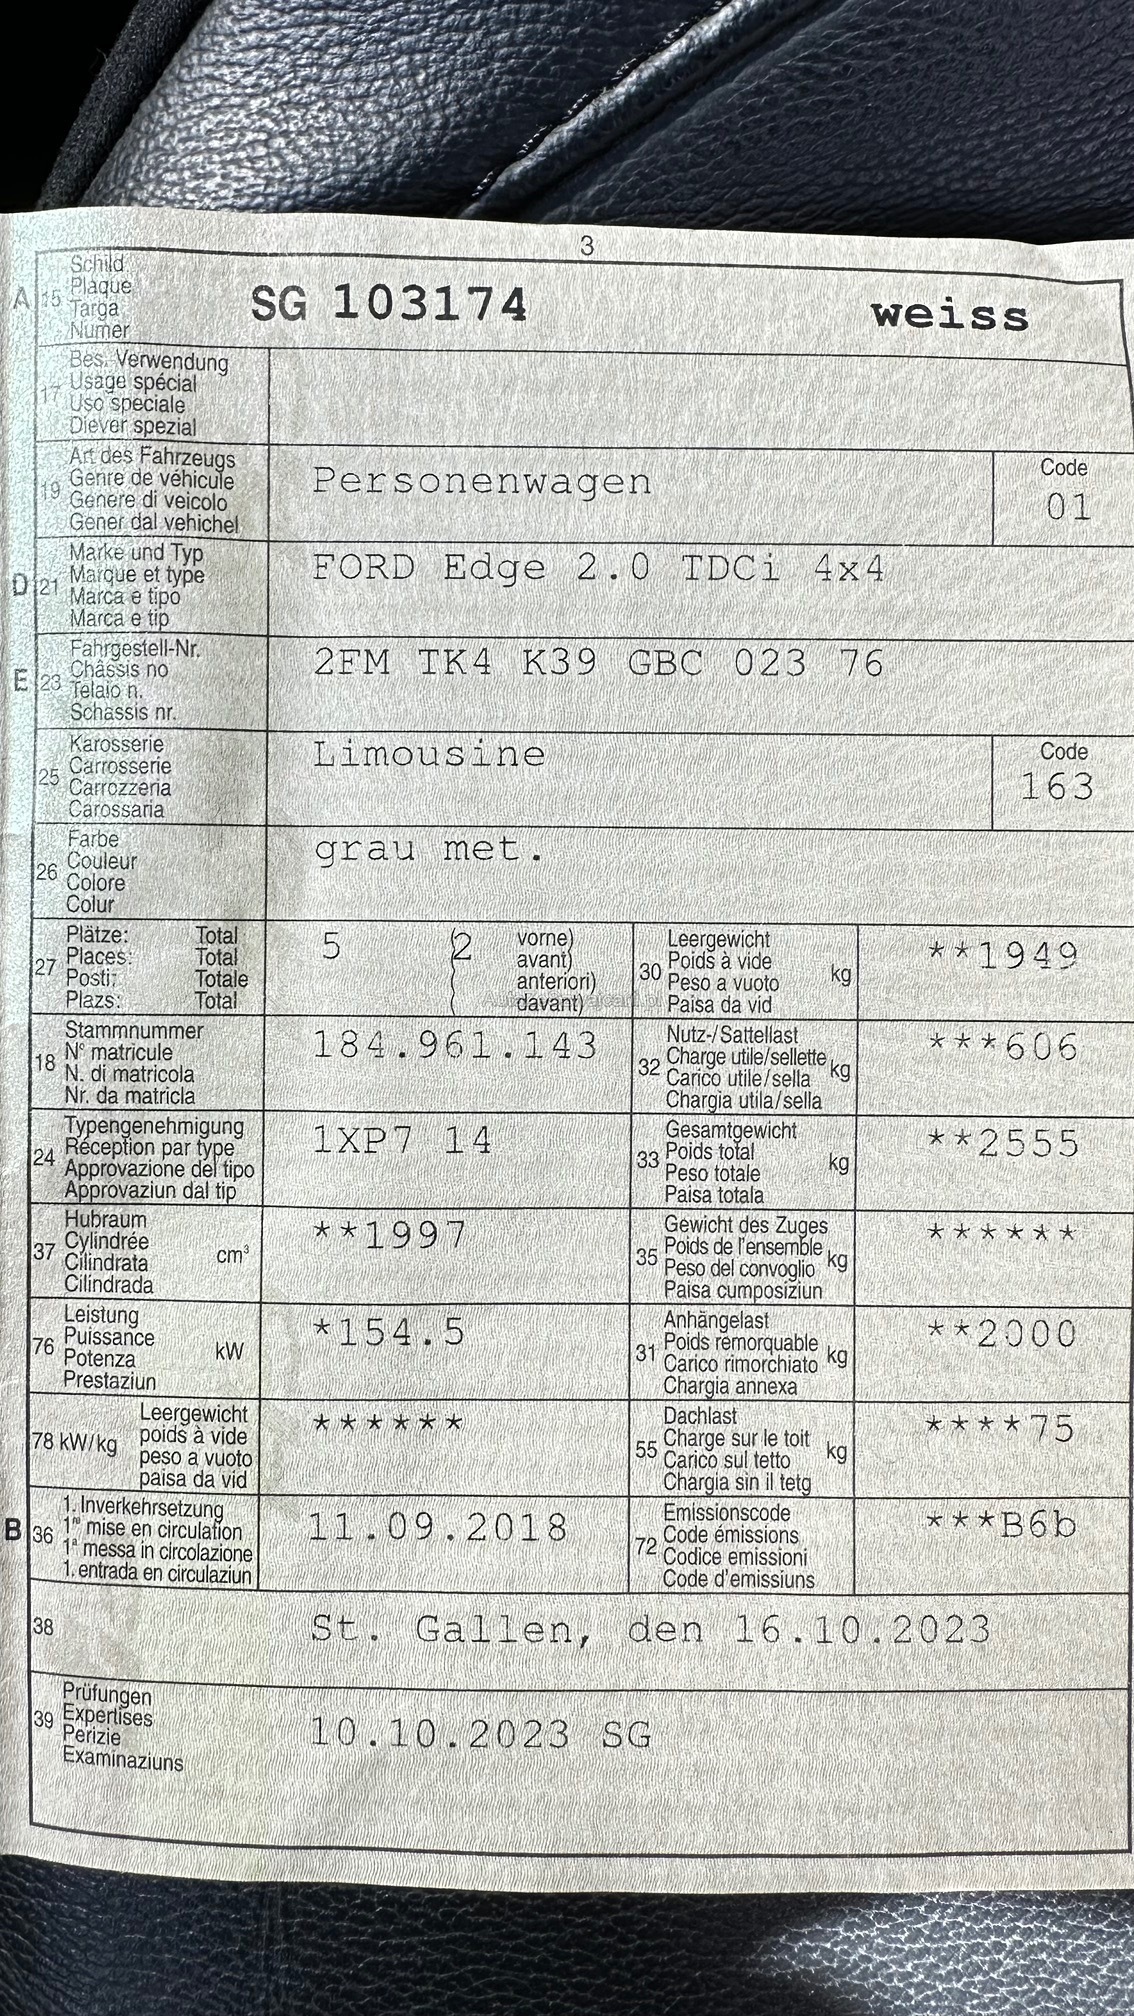 3
A 15 Schild
Plaque
Targa
Numer
SG 103174 weiss
17 Bes. Verwendung
Usage spécial
Uso speciale
Diever spezial
19 Art des Fahrzeugs
Genre de véhicule
Genere di veicolo
Gener dal vehichel
Personenwagen
Code
01
D 21 Marke und Typ
Marque et type
Marca e tipo
Marca e tip
FORD Edge 2.0 TDCi 4x4
E 23 Fahrgestell-Nr.
Châssis no
Telaio n.
Schassis nr.
2FM TK4 K39 GBC 023 76
25 Karosserie
Carrosserie
Carrozzeria
Carossaria
Limousine
Code
163
26 Farbe
Couleur
Colore
Colur
grau met.
27 Plätze: Total
Places: Total
Posti: Totale
Plazs: Total
5 (2 vorne)
( avant)
( anteriori)
( davant)
30 Leergewicht
Poids à vide
Peso a vuoto
Paisa da vid
kg
**1949
18 Stammnummer
N° matricule
N. di matricola
Nr. da matricla
184.961.143
32 Nutz-/Sattellast
Charge utile/sellette
Carico utile/sella
Chargia utila/sella
kg
***606
24 Typengenehmigung
Réception par type
Approvazione del tipo
Approvaziun dal tip
1XP7 14
33 Gesamtgewicht
Poids total
Peso totale
Paisa totala
kg
**2555
37 Hubraum
Cylindrée
Cilindrata
Cilindrada
cm³
**1997
35 Gewicht des Zuges
Poids de l'ensemble
Peso del convoglio
Paisa cumposiziun
kg
******
76 Leistung
Puissance
Potenza
Prestaziun
kW
*154.5
31 Anhängelast
Poids remorquable
Carico rimorchiato
Chargia annexa
kg
**2000
78 kW/kg Leergewicht
poids à vide
peso a vuoto
paisa da vid
******
55 Dachlast
Charge sur le toit
Carico sul tetto
Chargia sin il tetg
kg
****75
B 36 1. Inverkehrsetzung
1re mise en circulation
1a messa in circolazione
1. entrada en circulaziun
11.09.2018
72 Emissionscode
Code émissions
Codice emissioni
Code d'emissiuns
***B6b
38
St. Gallen, den 16.10.2023
39 Prüfungen
Expertises
Perizie
Examinaziuns
10.10.2023 SG